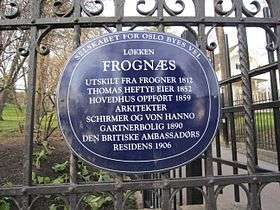 SELSKABET FOR OSLO BYES VEL
LØKKEN
FROGNÆS
UTSKILT FRA FROGNER 1812
THOMAS HEFTYE EIER 1852
HOVEDHUS OPPFØRT 1859
ARKITEKTER
SCHIRMER OG VON HANNO
GARTNERBOLIG 1890
DEN BRITISKE AMBASSADØRS
RESIDENS 1906